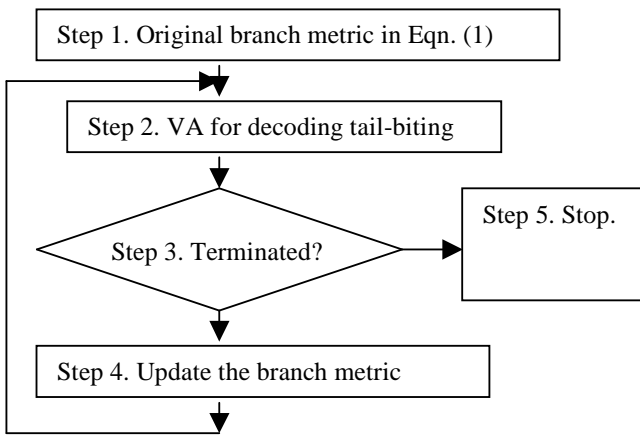 Step 1. Original branch metric in Eqn. (1)
Step 2. VA for decoding tail-biting
Step 3. Terminated?
Step 5. Stop.
Step 4. Update the branch metric